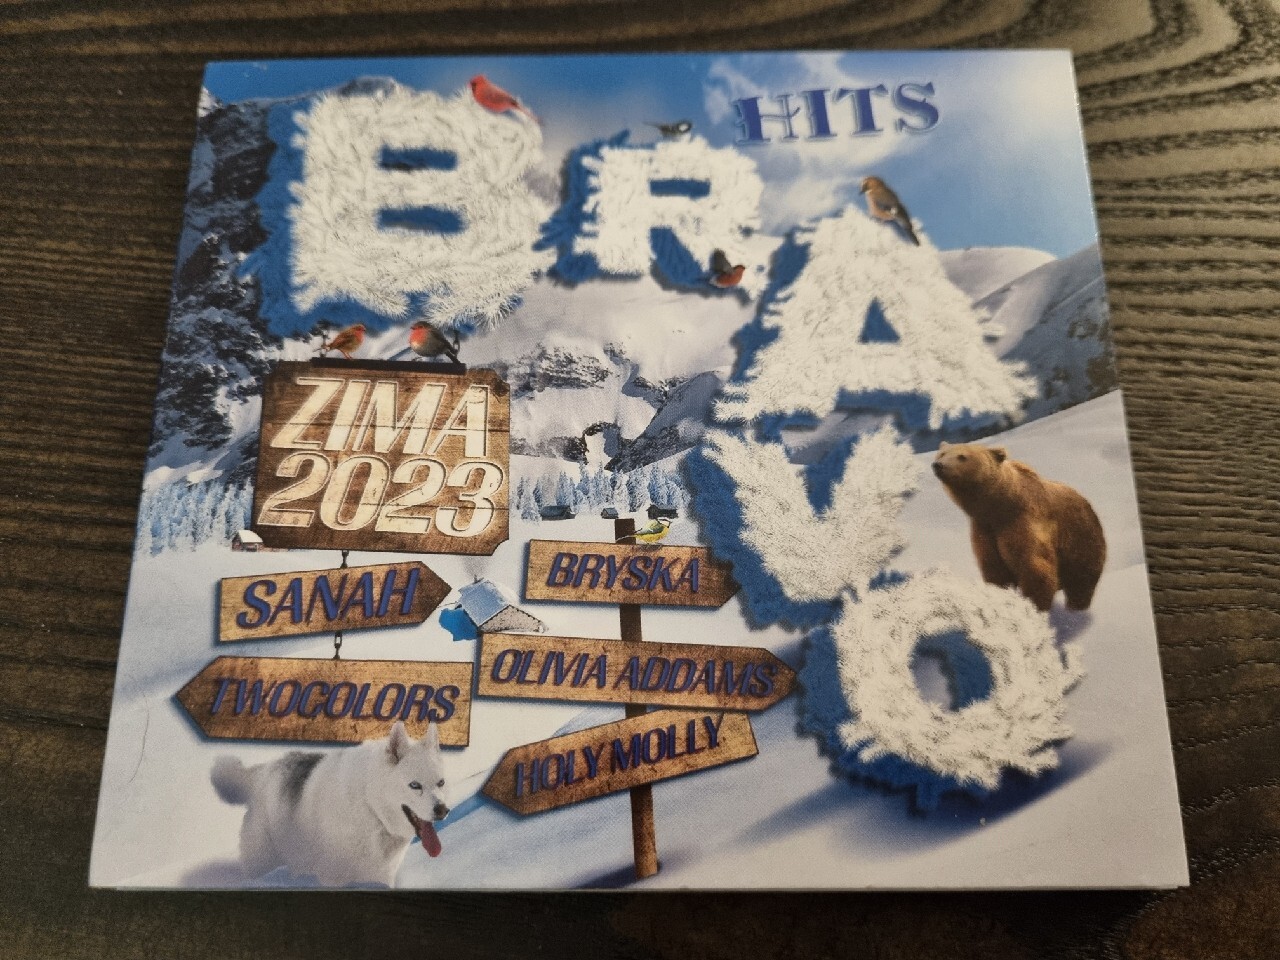 BRAVO
HITS
ZIMA
2023
SANAH
BRYSKA
TWOCOLORS
OLIVIA ADDAMS
HOLY MOLLY